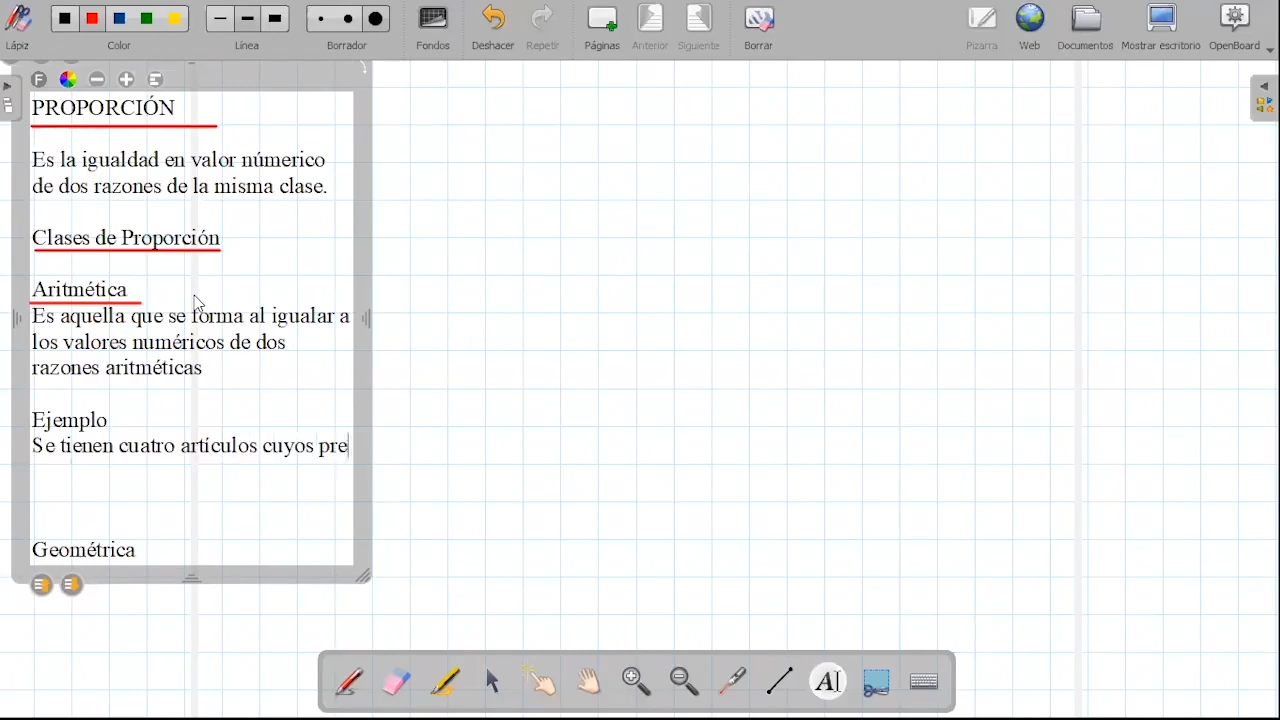 Lápiz
Color
Línea
Borrador
Fondos
Deshacer
Repetir
Páginas
Anterior
Siguiente
Borrar
Pizarra
Web
Documentos
Mostrar escritorio
OpenBoard
F
PROPORCIÓN
Es la igualdad en valor númerico
de dos razones de la misma clase.
Clases de Proporción
Aritmética
Es aquella que se forma al igualar a
los valores numéricos de dos
razones aritméticas
Ejemplo
Se tienen cuatro artículos cuyos pre
Geométrica
A